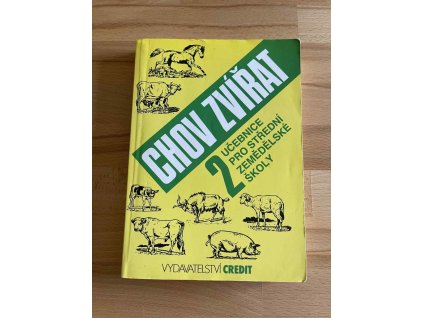 CHOV ZVÍŘAT
2
UČEBNICE
PRO STŘEDNÍ
ZEMĚDĚLSKÉ
ŠKOLY
VYDAVATELSTVÍ CREDIT